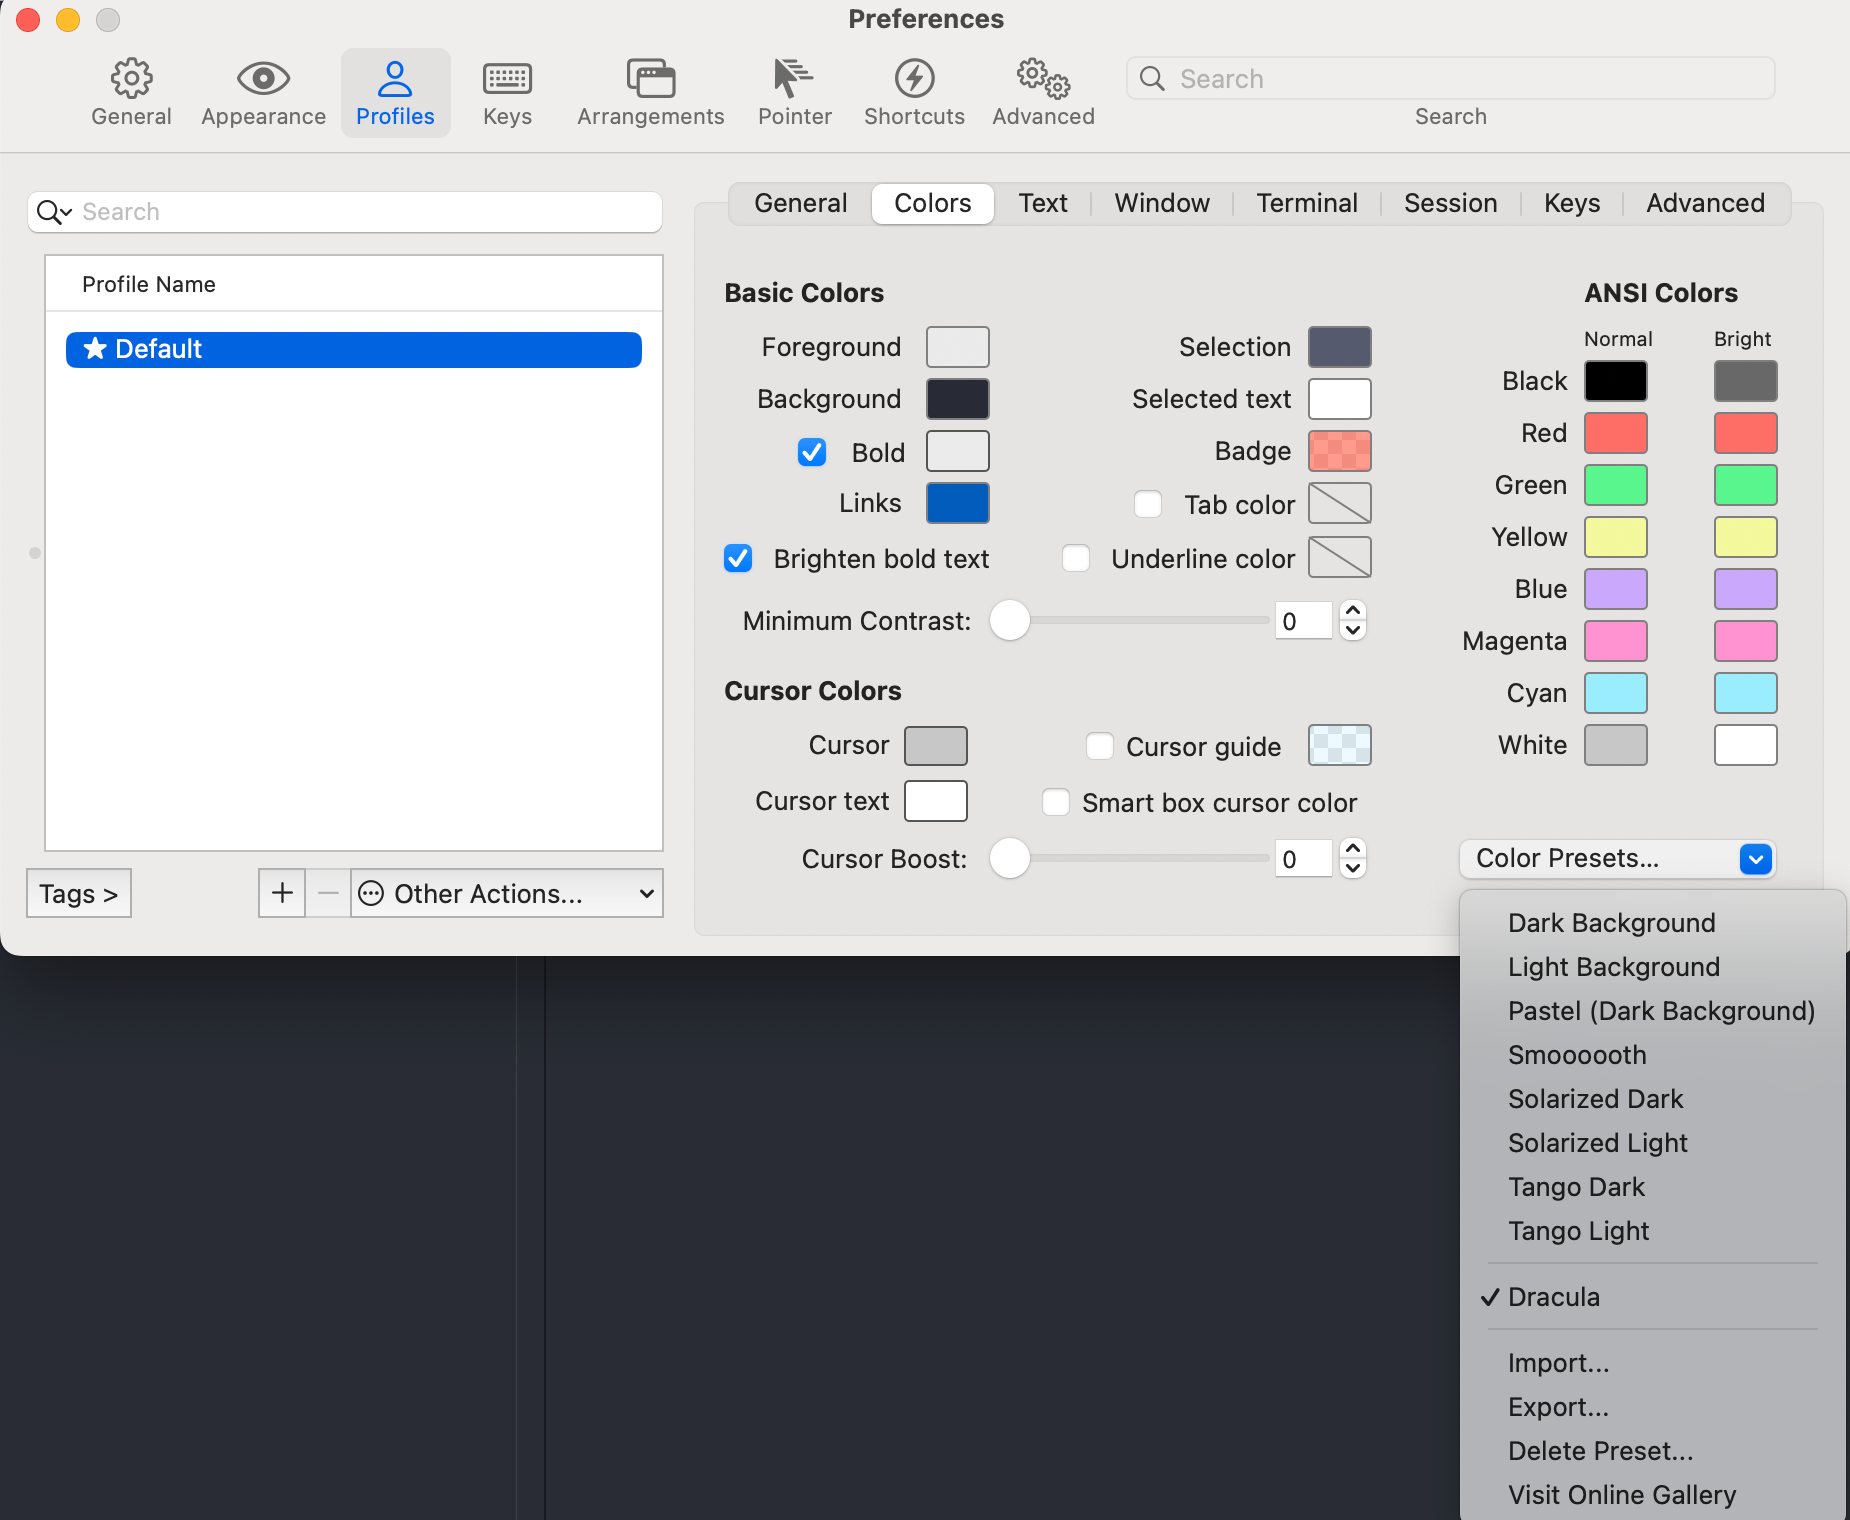 Preferences
General
Appearance
Profiles
Keys
Arrangements
Pointer
Shortcuts
Advanced
Search
Search
Search
Profile Name
Default
Tags >
Other Actions...
General
Colors
Text
Window
Terminal
Session
Keys
Advanced
Basic Colors
Foreground
Background
Bold
Links
Brighten bold text
Selection
Selected text
Badge
Tab color
Underline color
Minimum Contrast:
0
Cursor Colors
Cursor
Cursor text
Cursor guide
Smart box cursor color
Cursor Boost:
0
ANSI Colors
Normal
Bright
Black
Red
Green
Yellow
Blue
Magenta
Cyan
White
Color Presets...
Dark Background
Light Background
Pastel (Dark Background)
Smoooooth
Solarized Dark
Solarized Light
Tango Dark
Tango Light
Dracula
Import...
Export...
Delete Preset...
Visit Online Gallery